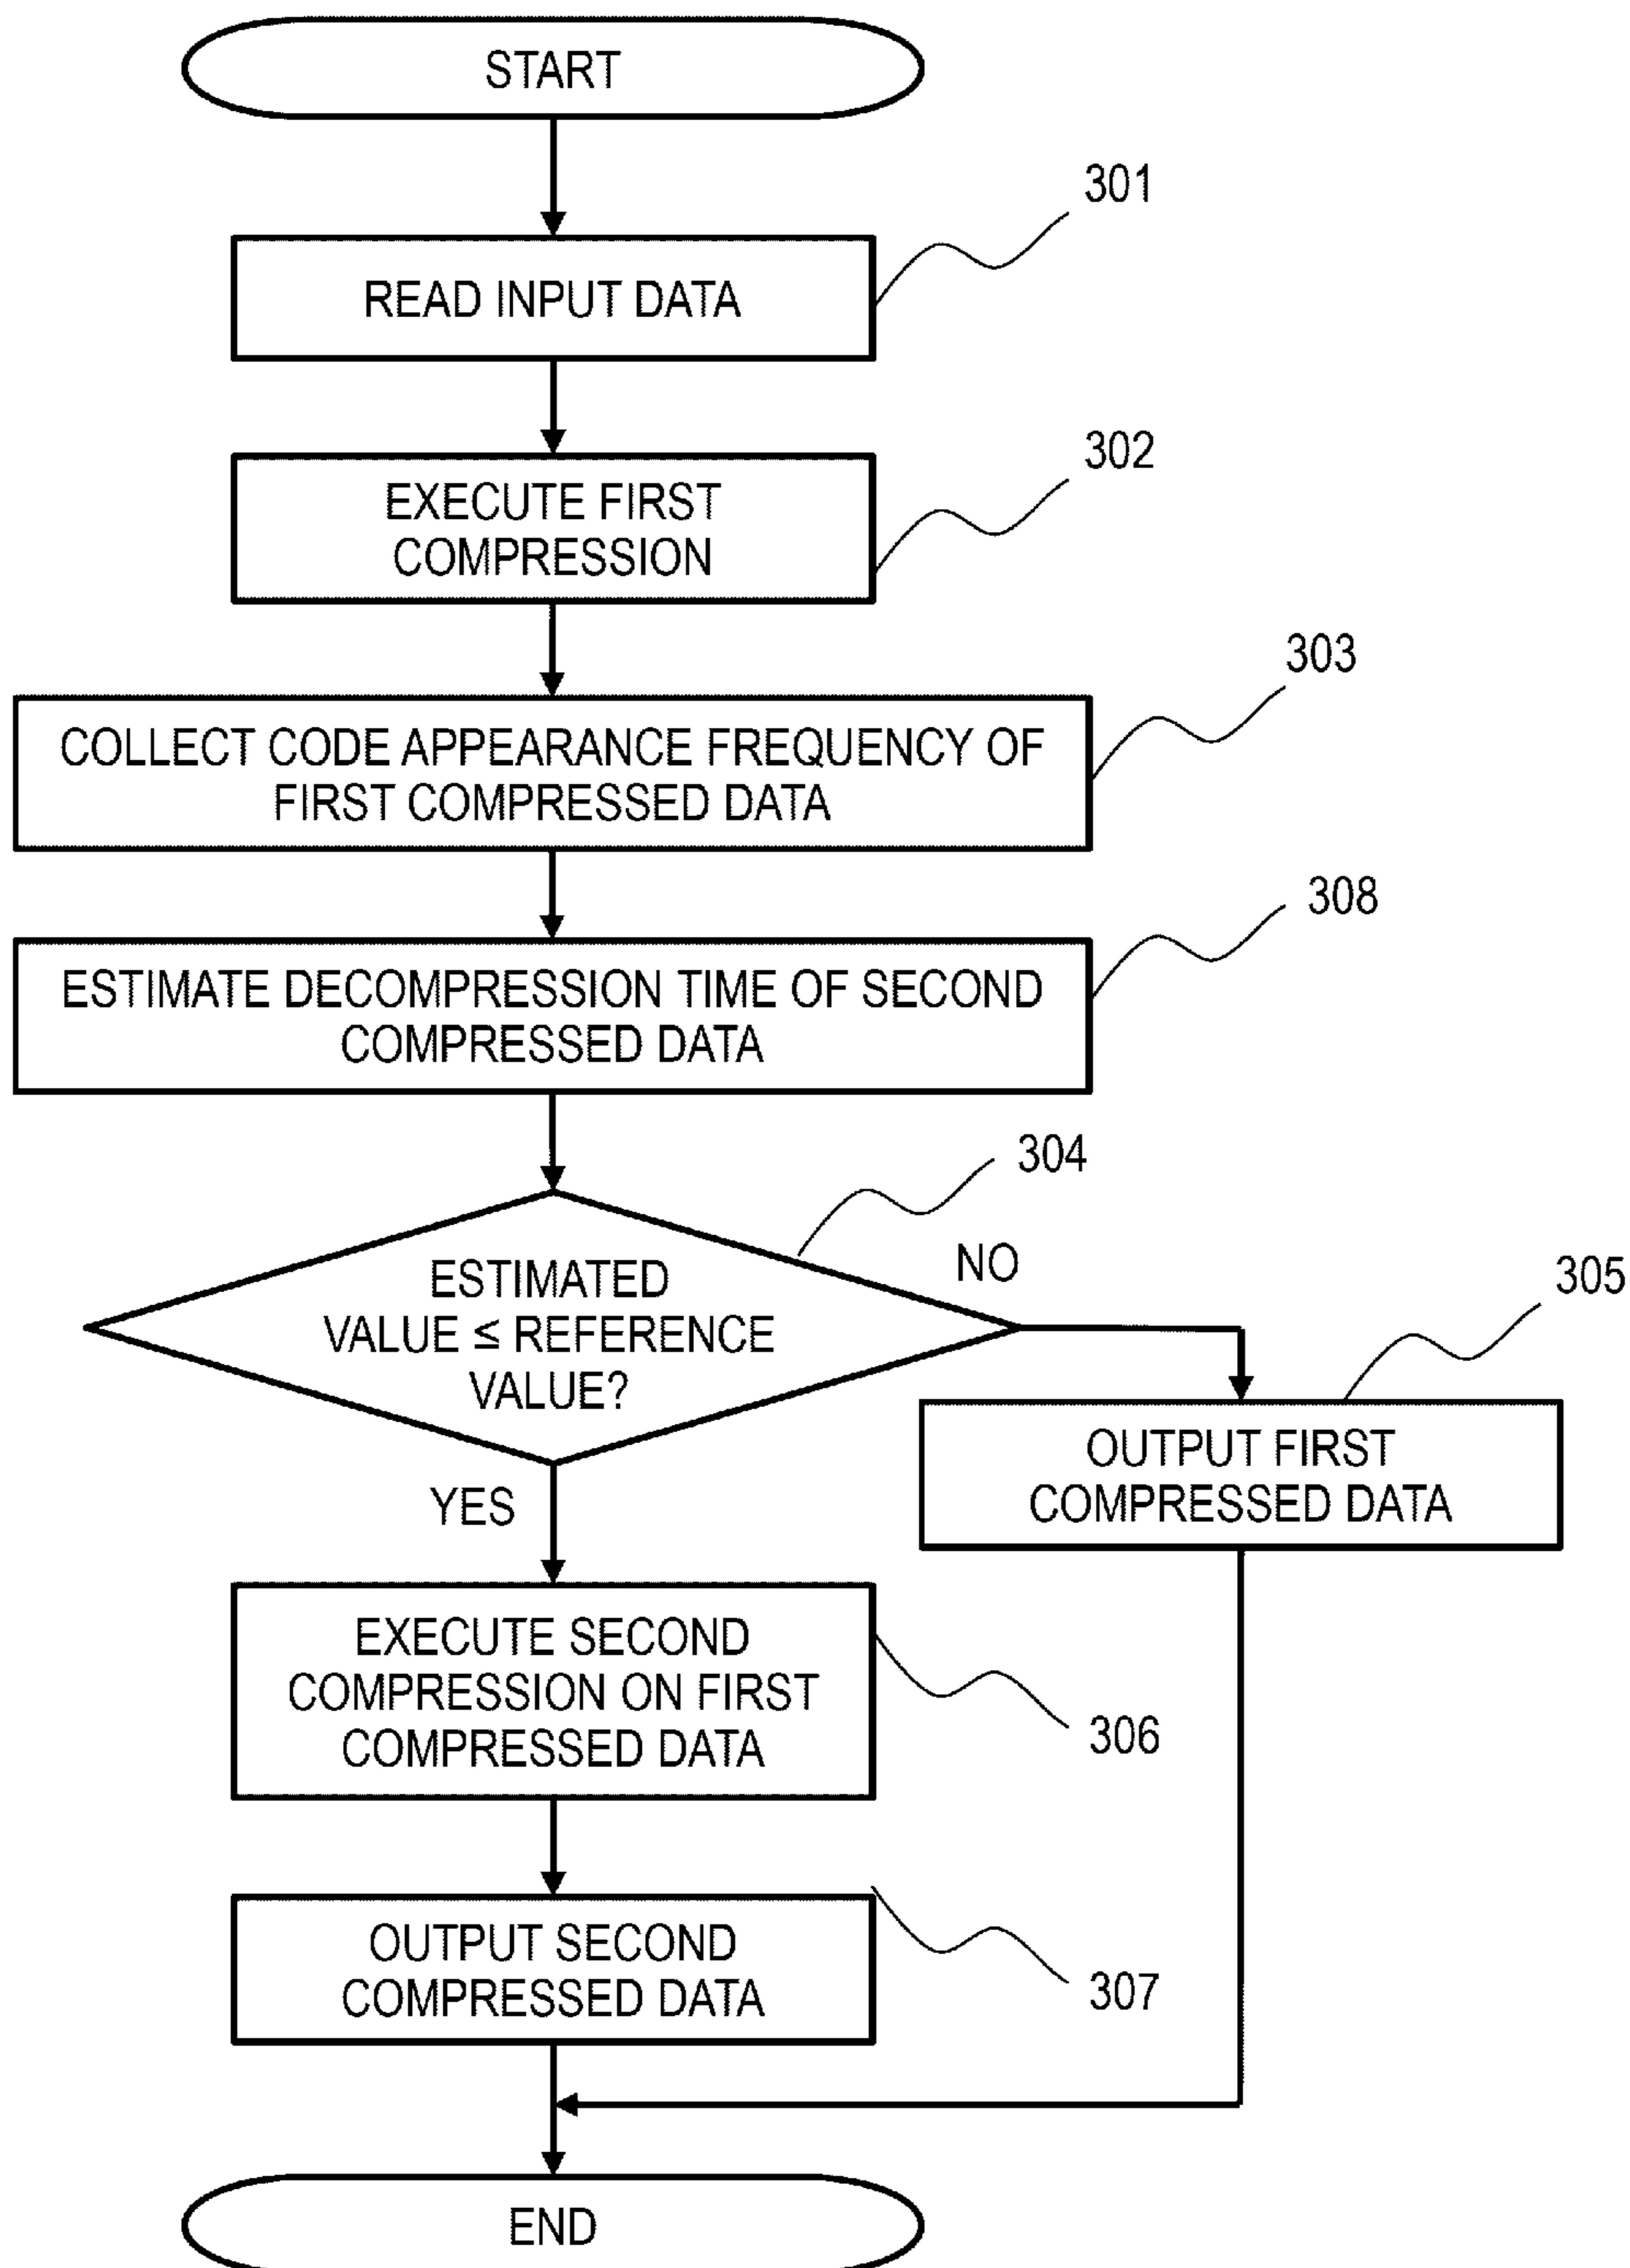 START
301
READ INPUT DATA
302
EXECUTE FIRST
COMPRESSION
303
COLLECT CODE APPEARANCE FREQUENCY OF
FIRST COMPRESSED DATA
308
ESTIMATE DECOMPRESSION TIME OF SECOND
COMPRESSED DATA
304
ESTIMATED
VALUE ≤ REFERENCE
VALUE?
NO
305
OUTPUT FIRST
COMPRESSED DATA
YES
EXECUTE SECOND
COMPRESSION ON FIRST
COMPRESSED DATA
306
OUTPUT SECOND
COMPRESSED DATA
307
END